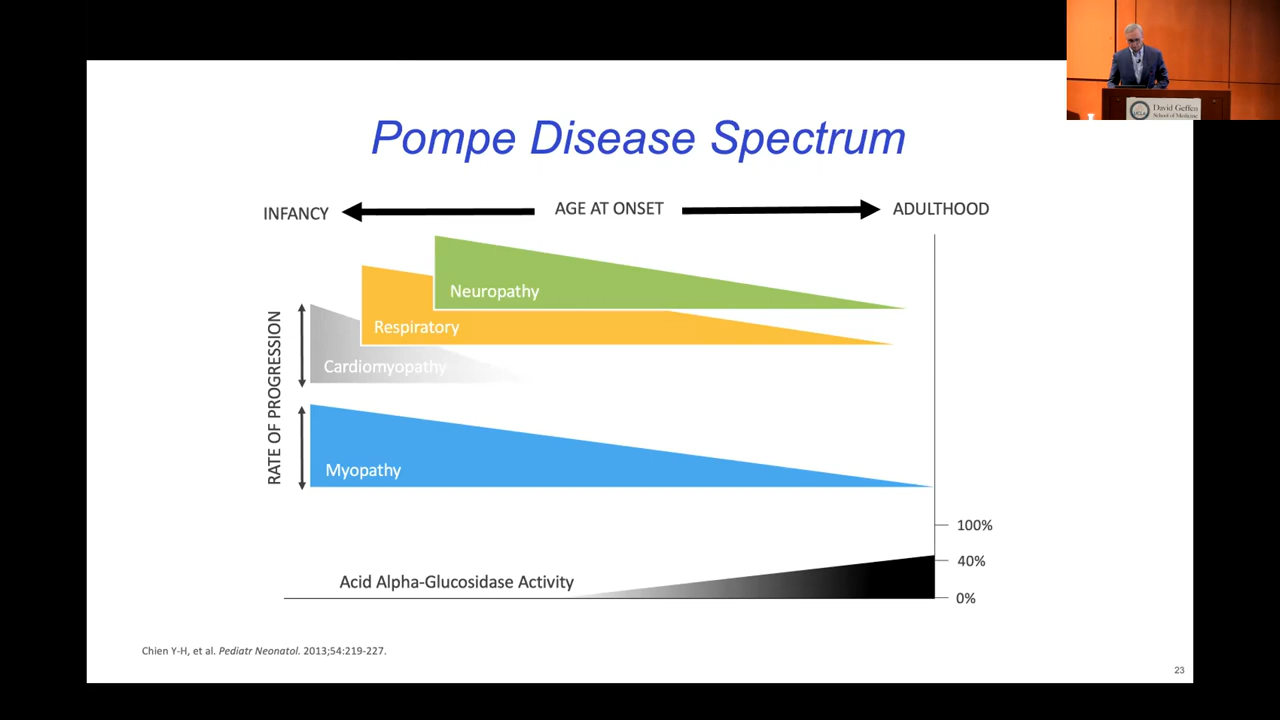 David Geffen
School of Medicine
UCLA
Pompe Disease Spectrum
INFANCY
AGE AT ONSET
ADULTHOOD
Neuropathy
Respiratory
Cardiomyopathy
RATE OF PROGRESSION
Myopathy
100%
40%
Acid Alpha-Glucosidase Activity
0%
Chien Y-H, et al. Pediatr Neonatol. 2013;54:219-227.
23